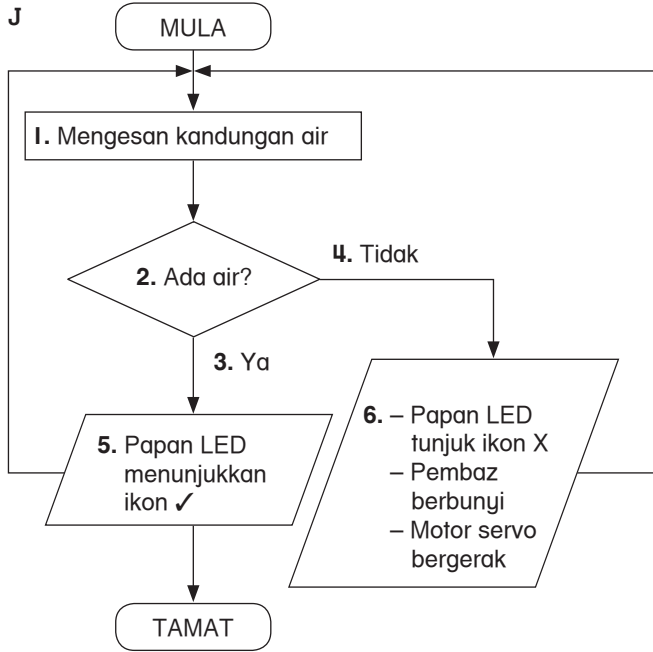 J
MULA
1. Mengesan kandungan air
2. Ada air?
4. Tidak
3. Ya
5. Papan LED
menunjukkan
ikon ✓
6. – Papan LED
tunjuk ikon X
– Pembaz
berbunyi
– Motor servo
bergerak
TAMAT